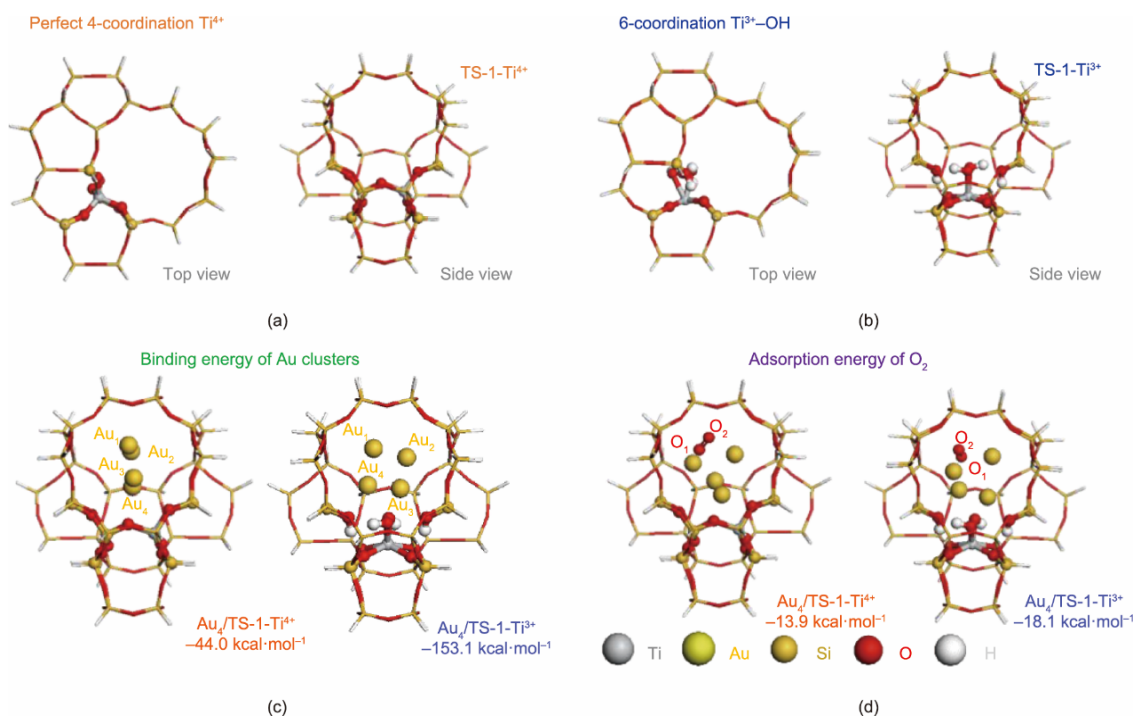 Perfect 4-coordination Ti⁴⁺
6-coordination Ti³⁺–OH
TS-1-Ti⁴⁺
TS-1-Ti³⁺
Top view
Side view
Top view
Side view
(a)
(b)
Binding energy of Au clusters
Adsorption energy of O₂
Au₁
Au₂
Au₃
Au₄
Au₁
Au₂
Au₄
Au₃
O₂
O₁
O₂
O₁
Au₄/TS-1-Ti⁴⁺
–44.0 kcal·mol⁻¹
Au₄/TS-1-Ti³⁺
–153.1 kcal·mol⁻¹
Au₄/TS-1-Ti⁴⁺
–13.9 kcal·mol⁻¹
Au₄/TS-1-Ti³⁺
–18.1 kcal·mol⁻¹
Ti Au Si O H
(c)
(d)